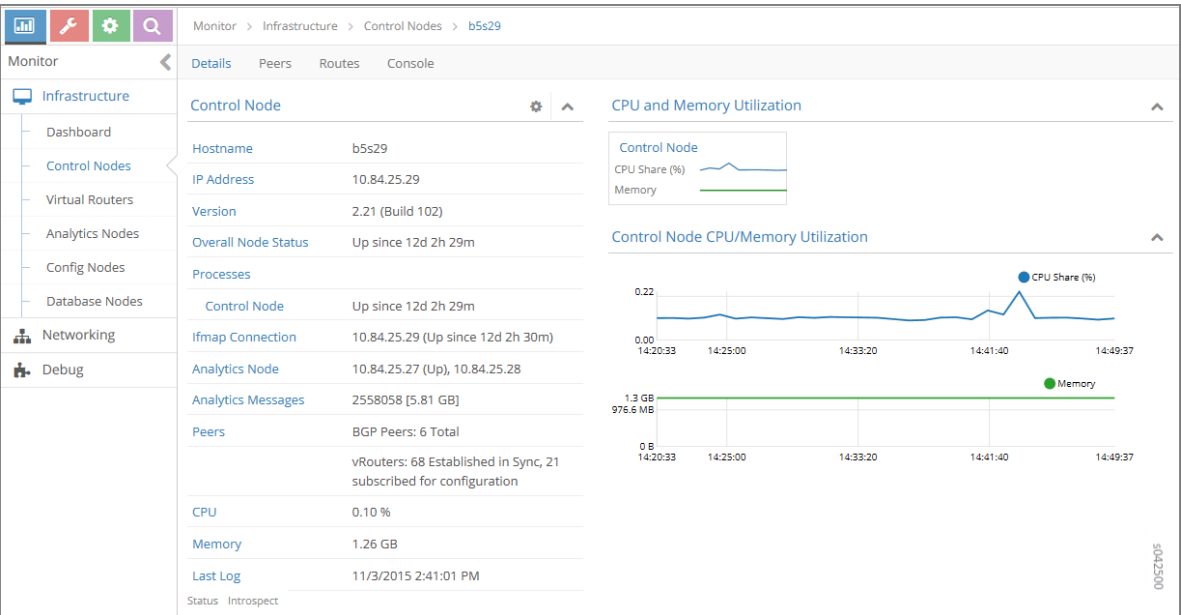 Monitor > Infrastructure > Control Nodes > b5s29
Monitor
Infrastructure
Dashboard
Control Nodes
Virtual Routers
Analytics Nodes
Config Nodes
Database Nodes
Networking
Debug
Details Peers Routes Console
Control Node
Hostname b5s29
IP Address 10.84.25.29
Version 2.21 (Build 102)
Overall Node Status Up since 12d 2h 29m
Processes
Control Node Up since 12d 2h 29m
Ifmap Connection 10.84.25.29 (Up since 12d 2h 30m)
Analytics Node 10.84.25.27 (Up), 10.84.25.28
Analytics Messages 2558058 [5.81 GB]
Peers BGP Peers: 6 Total
vRouters: 68 Established in Sync, 21
subscribed for configuration
CPU 0.10 %
Memory 1.26 GB
Last Log 11/3/2015 2:41:01 PM
Status Introspect
CPU and Memory Utilization
Control Node
CPU Share (%)
Memory
Control Node CPU/Memory Utilization
CPU Share (%)
0.22
0.00
14:20:33 14:25:00 14:33:20 14:41:40 14:49:37
Memory
1.3 GB
976.6 MB
0 B
14:20:33 14:25:00 14:33:20 14:41:40 14:49:37
s042500